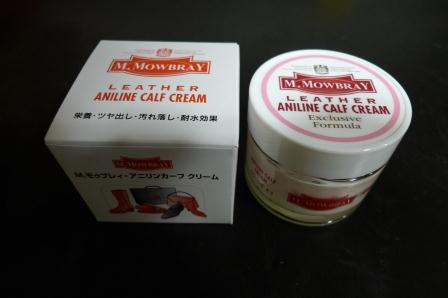 M. MOWBRAY
LEATHER
ANILINE CALF CREAM
栄養・ツヤ出し・汚れ落し・耐水効果
M. MOWBRAY
M.モゥブレィ・アニリンカーフ クリーム
M. MOWBRAY
LEATHER
ANILINE CALF CREAM
Exclusive
Formula
M. MOWBRAY